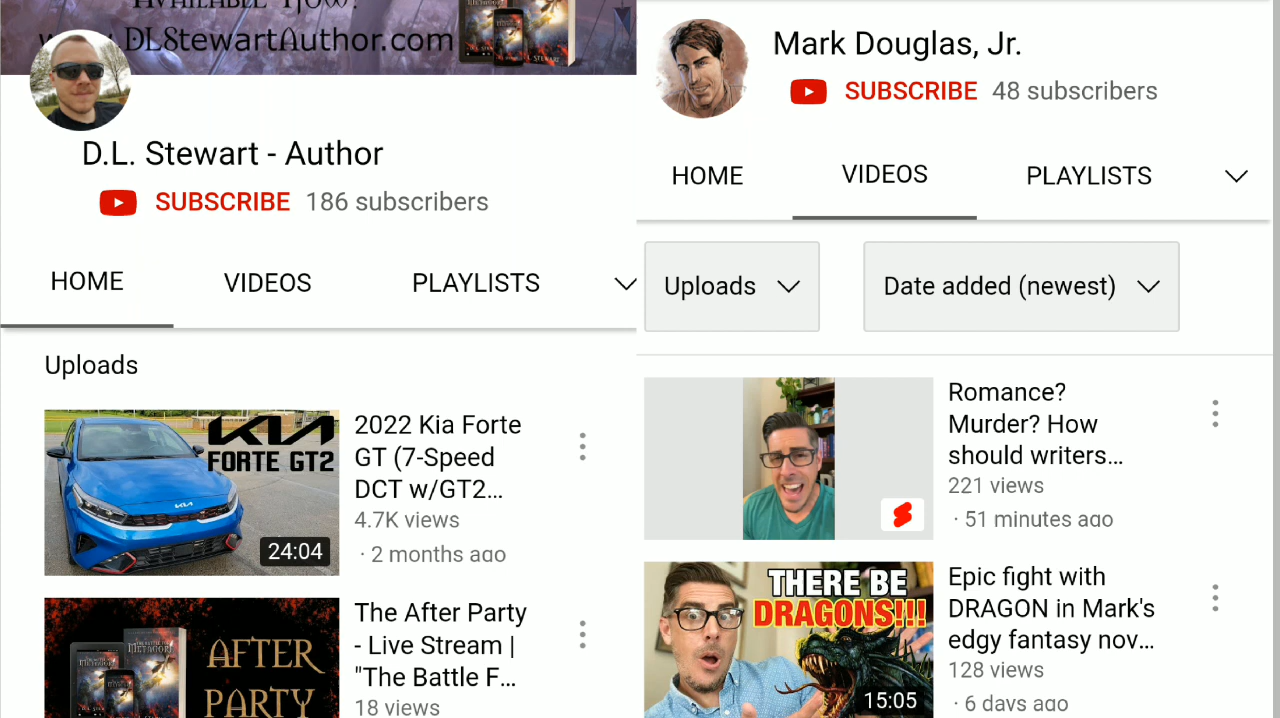 AVAILABLE NOW!
www.DLStewartAuthor.com
D.L. Stewart - Author
SUBSCRIBE 186 subscribers
HOME VIDEOS PLAYLISTS
Uploads
KIA
FORTE GT2
24:04
2022 Kia Forte
GT (7-Speed
DCT w/GT2...
4.7K views
· 2 months ago
AFTER
PARTY
The After Party
- Live Stream |
"The Battle F...
18 views
Mark Douglas, Jr.
SUBSCRIBE 48 subscribers
HOME VIDEOS PLAYLISTS
Uploads Date added (newest)
Romance?
Murder? How
should writers...
221 views
· 51 minutes ago
THERE BE
DRAGONS!!!
15:05
Epic fight with
DRAGON in Mark's
edgy fantasy nov...
128 views
· 6 days ago